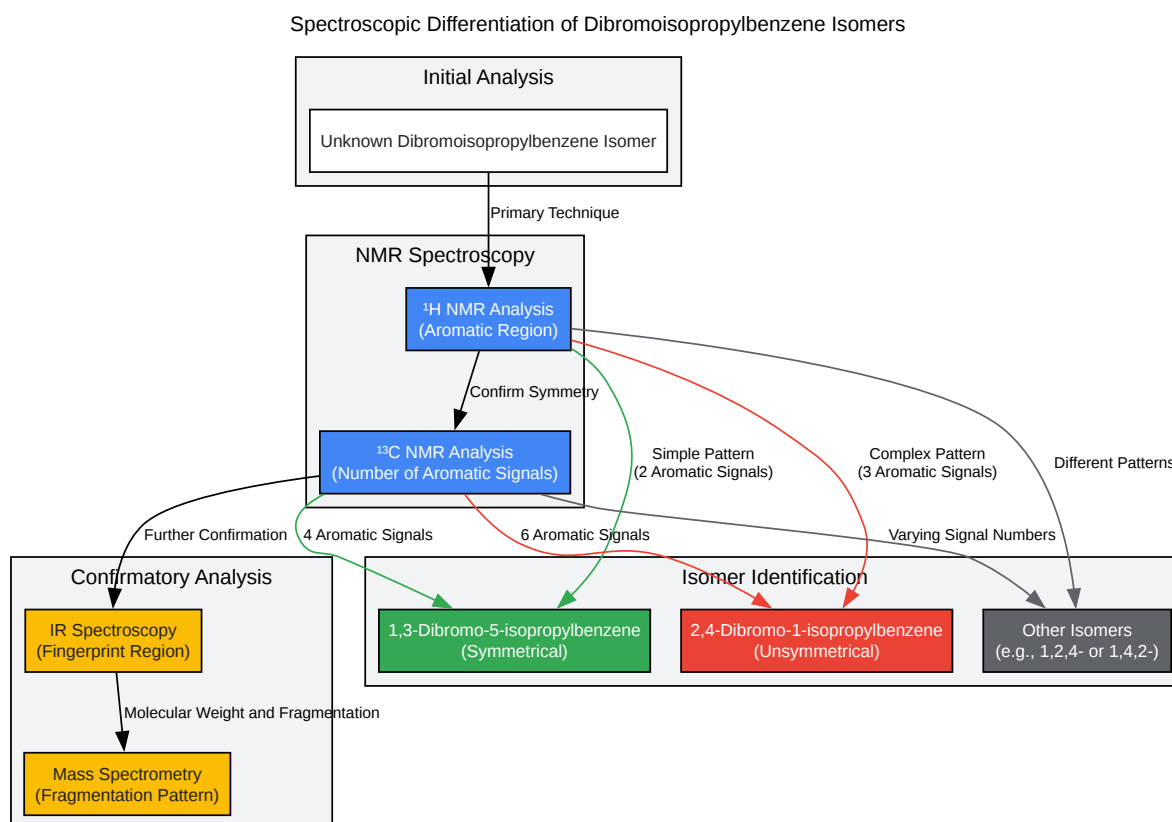 Spectroscopic Differentiation of Dibromoisopropylbenzene Isomers
Initial Analysis
Unknown Dibromoisopropylbenzene Isomer
Primary Technique
NMR Spectroscopy
¹H NMR Analysis
(Aromatic Region)
Confirm Symmetry
¹³C NMR Analysis
(Number of Aromatic Signals)
Simple Pattern
(2 Aromatic Signals)
Complex Pattern
(3 Aromatic Signals)
Different Patterns
Further Confirmation
4 Aromatic Signals
6 Aromatic Signals
Varying Signal Numbers
Confirmatory Analysis
IR Spectroscopy
(Fingerprint Region)
Molecular Weight and Fragmentation
Mass Spectrometry
(Fragmentation Pattern)
Isomer Identification
1,3-Dibromo-5-isopropylbenzene
(Symmetrical)
2,4-Dibromo-1-isopropylbenzene
(Unsymmetrical)
Other Isomers
(e.g., 1,2,4- or 1,4,2-)